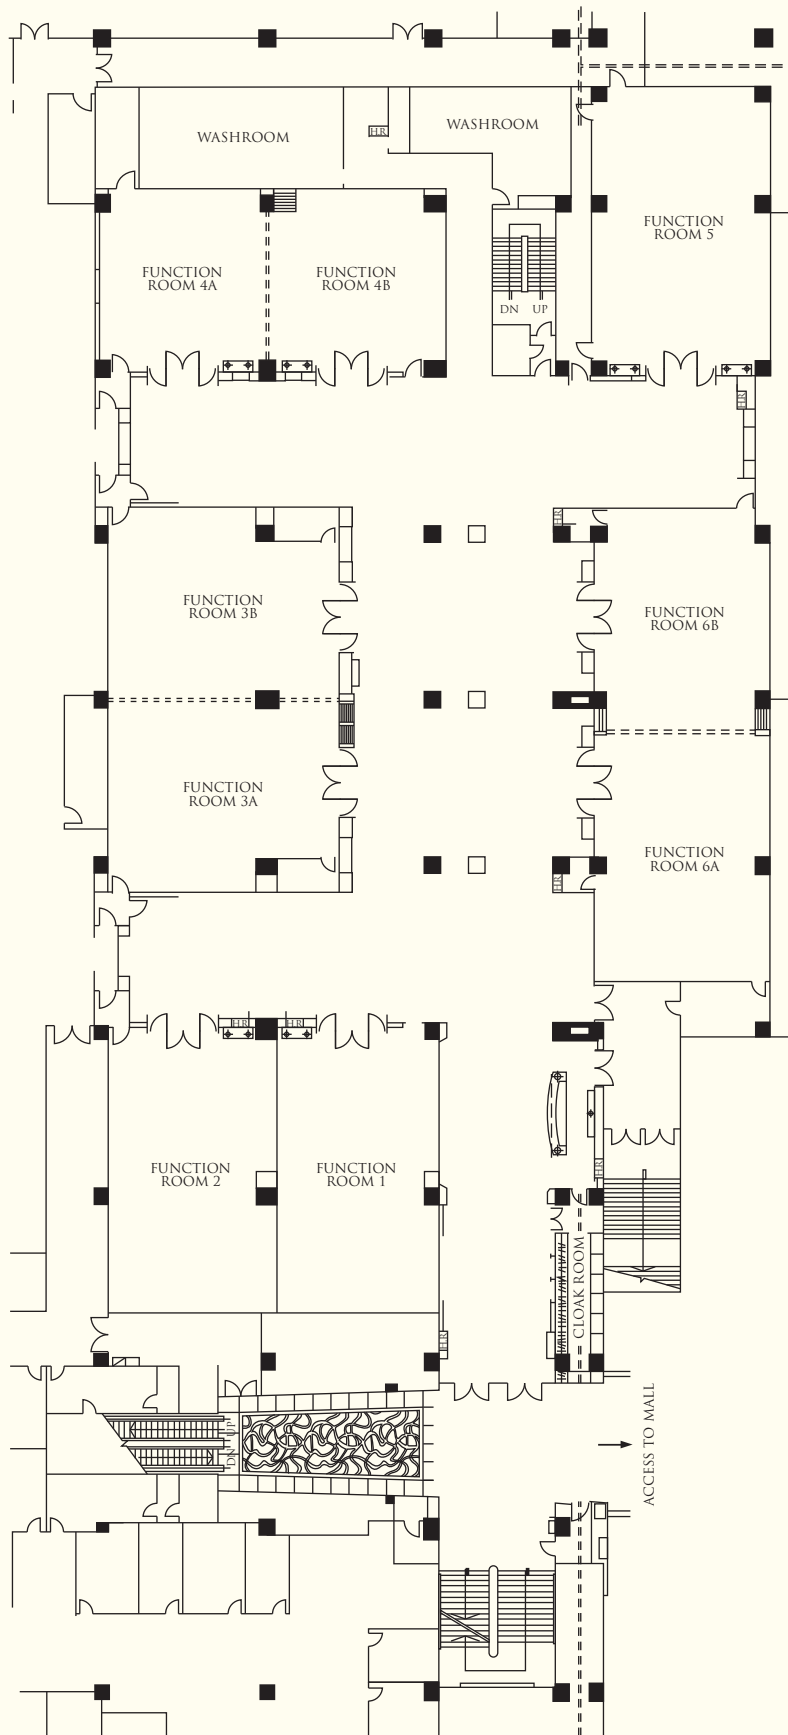 WASHROOM
H.R
WASHROOM
FUNCTION
ROOM 5
FUNCTION
ROOM 4A
FUNCTION
ROOM 4B
DN UP
H.R
H.R
FUNCTION
ROOM 3B
FUNCTION
ROOM 6B
FUNCTION
ROOM 3A
FUNCTION
ROOM 6A
H.R
H.R
H.R
FUNCTION
ROOM 2
FUNCTION
ROOM 1
H.R
CLOAK ROOM
H.R
ACCESS TO MALL
DN UP